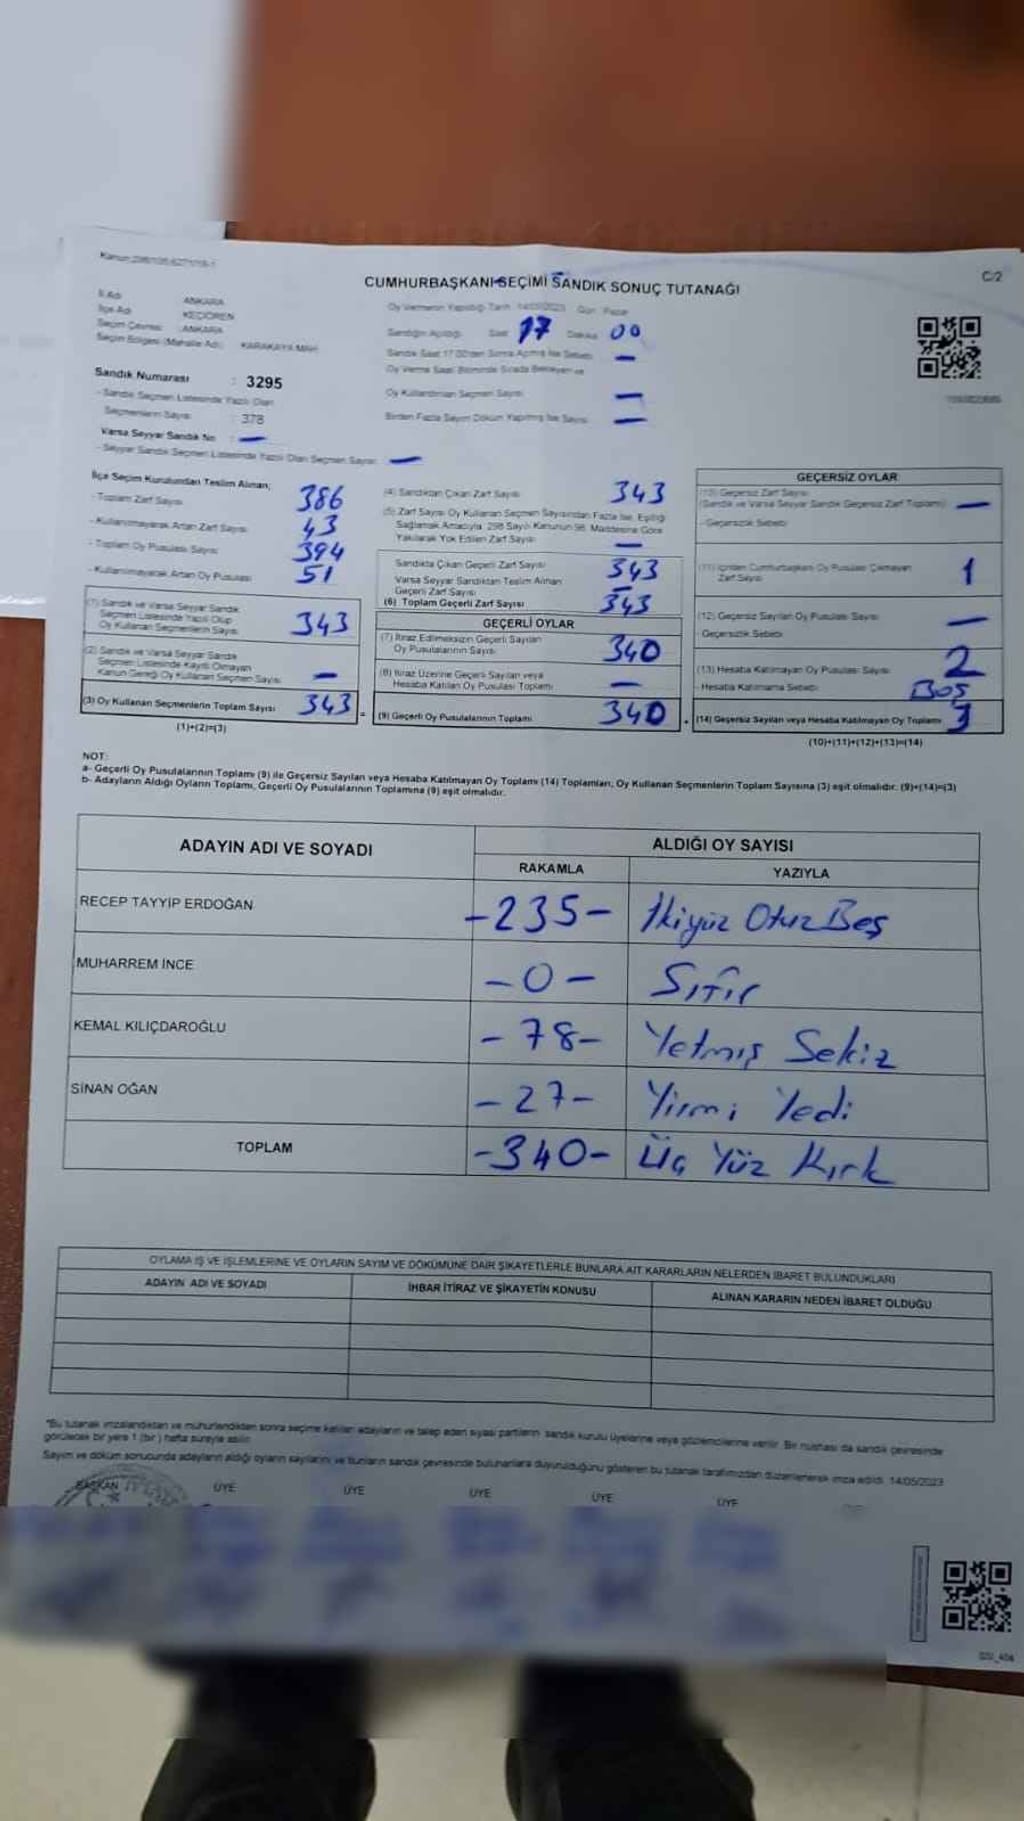 Kanun
C/2
CUMHURBAŞKANI SEÇİMİ SANDIK SONUÇ TUTANAĞI
İl Adı ANKARA
İlçe Adı KEÇİÖREN
Seçim Çevresi : ANKARA
Seçim Bölgesi (Mahalle Adı) KARAKAYA MAH
Oy Vermenin Yapıldığı Tarih 14/05/2023 Gün Pazar
Sandığın Açıldığı Saat 17 Dakika 00
Sandık Saat 17.00'den Sonra Açılmış İse Sebebi —
Oy Verme Saati Bitiminde Sırada Bekleyen ve
Oy Kullandırılan Seçmen Sayısı —
Birden Fazla Sayım Döküm Yapılmış İse Sayısı —
Sandık Numarası : 3295
- Sandık Seçmen Listesinde Yazılı Olan
Seçmenlerin Sayısı : 378
Varsa Seyyar Sandık No : —
- Seyyar Sandık Seçmen Listesinde Yazılı Olan Seçmen Sayısı —
İlçe Seçim Kurulundan Teslim Alınan;
- Toplam Zarf Sayısı 386
- Kullanılmayarak Artan Zarf Sayısı 43
- Toplam Oy Pusulası Sayısı 394
- Kullanılmayarak Artan Oy Pusulası 51
(1) Sandık ve Varsa Seyyar Sandık
Seçmen Listesinde Yazılı Olup
Oy Kullanan Seçmenlerin Sayısı 343
(2) Sandık ve Varsa Seyyar Sandık
Seçmen Listesinde Kayıtlı Olmayan
Kanun Gereği Oy Kullanan Seçmen Sayısı —
(3) Oy Kullanan Seçmenlerin Toplam Sayısı 343
(1)+(2)=(3)
(4) Sandıktan Çıkan Zarf Sayısı 343
(5) Zarf Sayısı Oy Kullanan Seçmen Sayısından Fazla İse, Eşitliği
Sağlamak Amacıyla, 298 Sayılı Kanunun 98. Maddesine Göre
Yakılarak Yok Edilen Zarf Sayısı —
Sandıkta Çıkan Geçerli Zarf Sayısı 343
Varsa Seyyar Sandıktan Teslim Alınan
Geçerli Zarf Sayısı —
(6) Toplam Geçerli Zarf Sayısı 343
GEÇERLİ OYLAR
(7) İtiraz Edilmeksizin Geçerli Sayılan
Oy Pusulalarının Sayısı 340
(8) İtiraz Üzerine Geçerli Sayılan veya
Hesaba Katılan Oy Pusulası Toplamı —
(9) Geçerli Oy Pusulalarının Toplamı 340
GEÇERSİZ OYLAR
(10) Geçersiz Zarf Sayısı
(Sandık ve Varsa Seyyar Sandık Geçersiz Zarf Toplamı) —
- Geçersizlik Sebebi
(11) İçinden Cumhurbaşkanı Oy Pusulası Çıkmayan
Zarf Sayısı 1
(12) Geçersiz Sayılan Oy Pusulası Sayısı —
- Geçersizlik Sebebi
(13) Hesaba Katılmayan Oy Pusulası Sayısı 2
- Hesaba Katılmama Sebebi BOŞ
(14) Geçersiz Sayılan veya Hesaba Katılmayan Oy Toplamı 3
(10)+(11)+(12)+(13)=(14)
NOT:
a- Geçerli Oy Pusulalarının Toplamı (9) ile Geçersiz Sayılan veya Hesaba Katılmayan Oy Toplamı (14) Toplamları, Oy Kullanan Seçmenlerin Toplam Sayısına (3) eşit olmalıdır. (9)+(14)=(3)
b- Adayların Aldığı Oyların Toplamı, Geçerli Oy Pusulalarının Toplamına (9) eşit olmalıdır.
ADAYIN ADI VE SOYADI ALDIĞI OY SAYISI
RAKAMLA YAZIYLA
RECEP TAYYİP ERDOĞAN -235- İkiyüz Otuz Beş
MUHARREM İNCE -0- Sıfır
KEMAL KILIÇDAROĞLU -78- Yetmiş Sekiz
SİNAN OĞAN -27- Yirmi Yedi
TOPLAM -340- Üç Yüz Kırk
OYLAMA İŞ VE İŞLEMLERİNE VE OYLARIN SAYIM VE DÖKÜMÜNE DAİR ŞİKAYETLERLE BUNLARA AİT KARARLARIN NELERDEN İBARET BULUNDUKLARI
ADAYIN ADI VE SOYADI İHBAR İTİRAZ VE ŞİKAYETİN KONUSU ALINAN KARARIN NEDEN İBARET OLDUĞU
*Bu tutanak imzalandıktan ve mühürlendikten sonra seçime katılan adayların ve talep eden siyasi partilerin sandık kurulu üyelerine veya gözlemcilerine verilir. Bir nüshası da sandık çevresinde
görülecek bir yere 1 (bir) hafta süreyle asılır.
Sayım ve döküm sonucunda adayların aldığı oyların sayılarını ve bunların sandık çevresinde bulunanlara duyurulduğunu gösteren bu tutanak tarafımızdan düzenlenerek imza edildi. 14/05/2023
BAŞKAN ÜYE ÜYE ÜYE ÜYE ÜYE